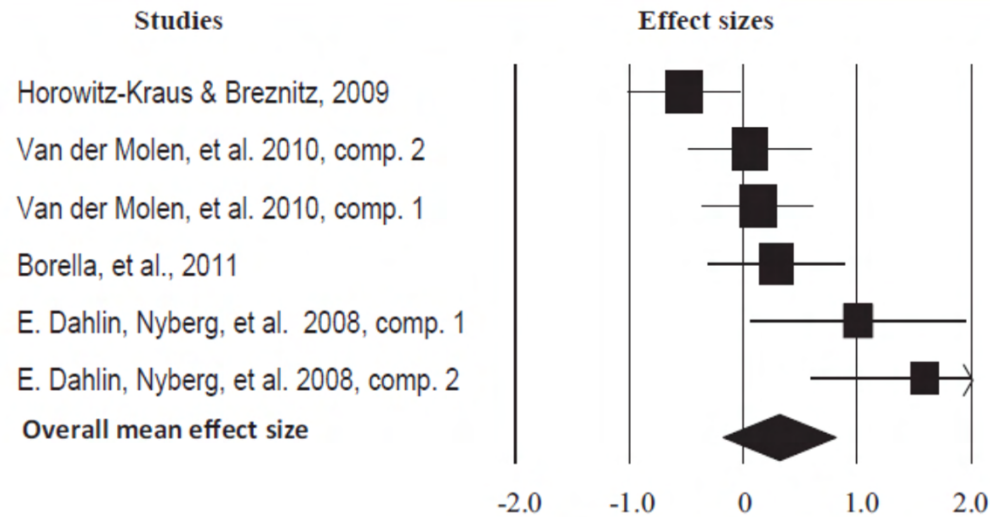 Studies Effect sizes
Horowitz-Kraus & Breznitz, 2009
Van der Molen, et al. 2010, comp. 2
Van der Molen, et al. 2010, comp. 1
Borella, et al., 2011
E. Dahlin, Nyberg, et al. 2008, comp. 1
E. Dahlin, Nyberg, et al. 2008, comp. 2
Overall mean effect size
-2.0 -1.0 0 1.0 2.0